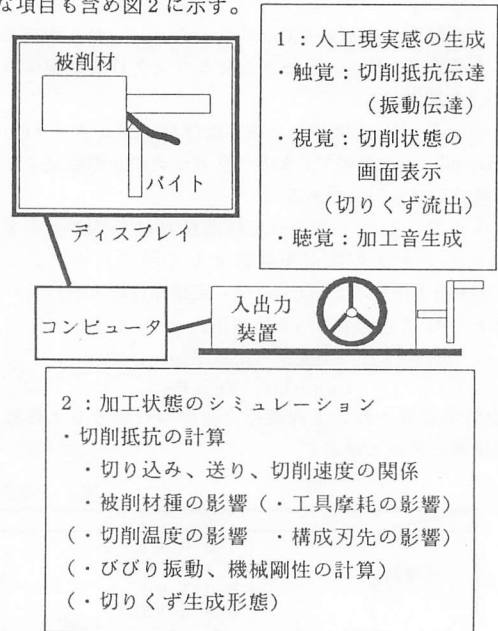 な項目も含め図2に示す。
被削材
バイト
ディスプレイ
1：人工現実感の生成
・触覚：切削抵抗伝達
（振動伝達）
・視覚：切削状態の
画面表示
（切りくず流出）
・聴覚：加工音生成
コンピュータ
入出力
装置
2：加工状態のシミュレーション
・切削抵抗の計算
・切り込み、送り、切削速度の関係
・被削材種の影響（・工具摩耗の影響）
（・切削温度の影響　・構成刃先の影響）
（・びびり振動、機械剛性の計算）
（・切りくず生成形態）